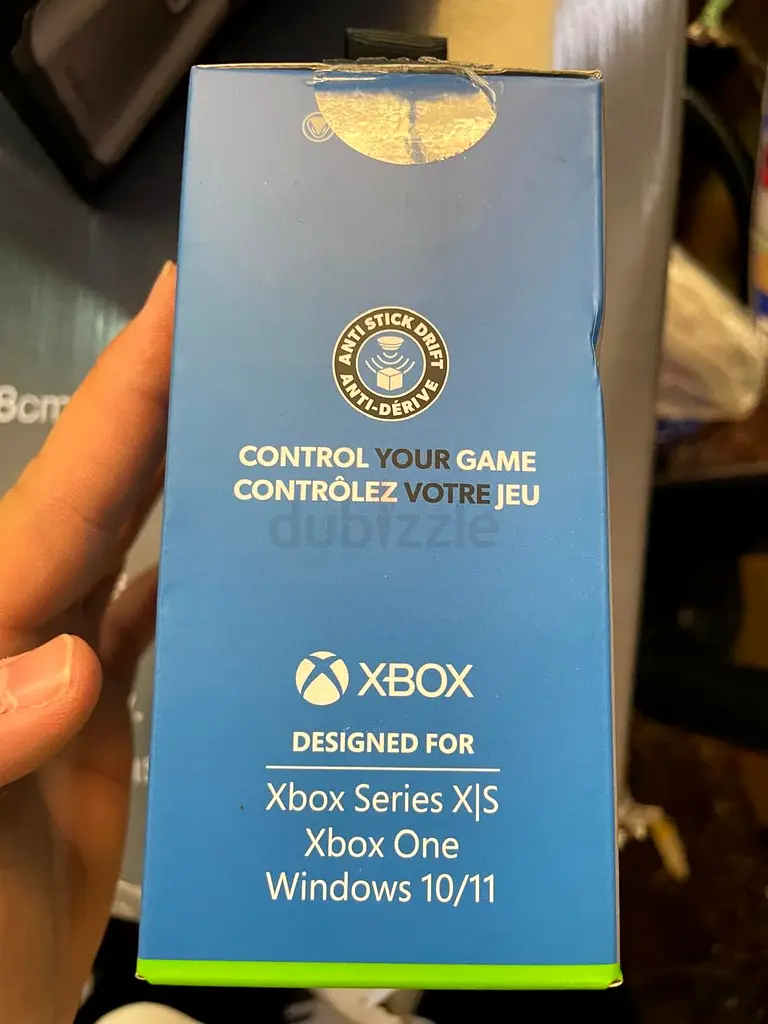 ANTI STICK DRIFT
ANTI-DÉRIVE
CONTROL YOUR GAME
CONTRÔLEZ VOTRE JEU
dubizzle
8cm
XBOX
DESIGNED FOR
Xbox Series X|S
Xbox One
Windows 10/11